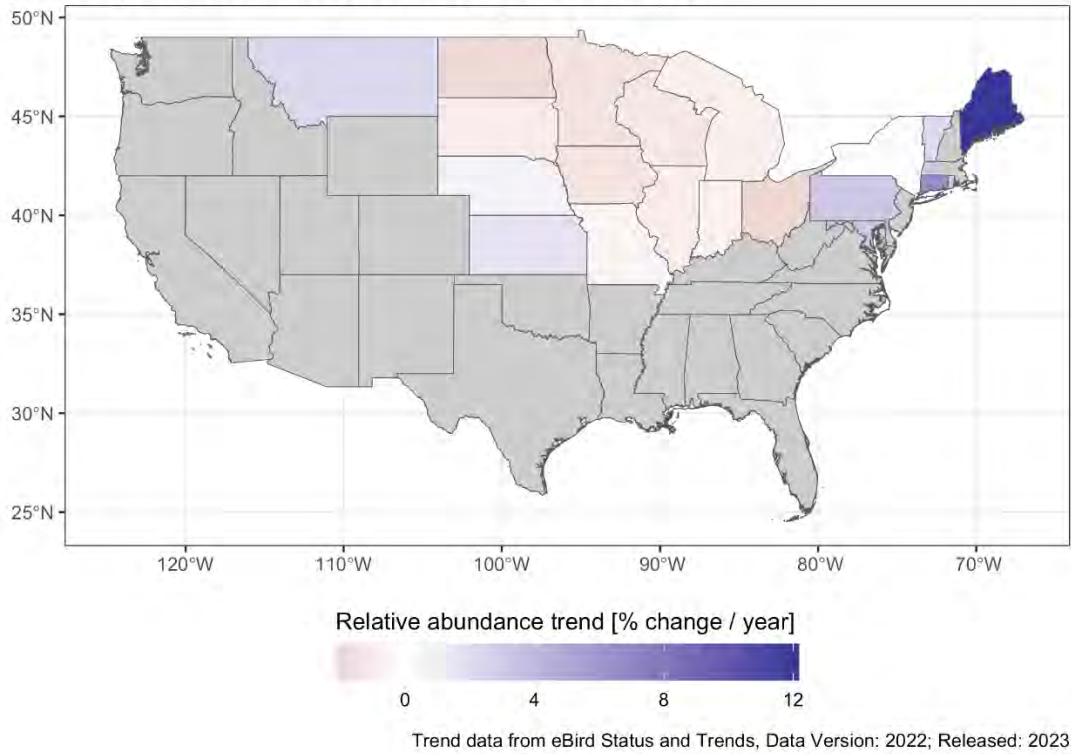 50°N
45°N
40°N
35°N
30°N
25°N
120°W 110°W 100°W 90°W 80°W 70°W
Relative abundance trend [% change / year]
0 4 8 12
Trend data from eBird Status and Trends, Data Version: 2022; Released: 2023